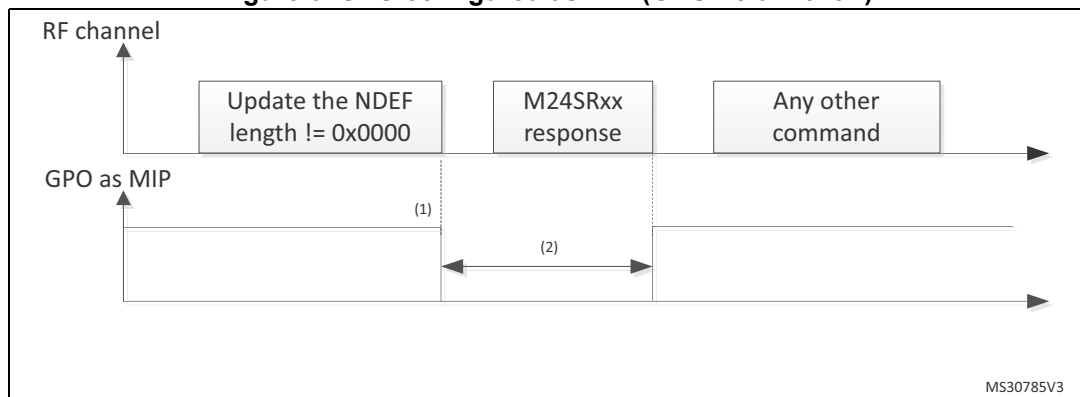 RF channel
Update the NDEF
length != 0x0000
M24SRxx
response
Any other
command
GPO as MIP
(1)
(2)
MS30785V3